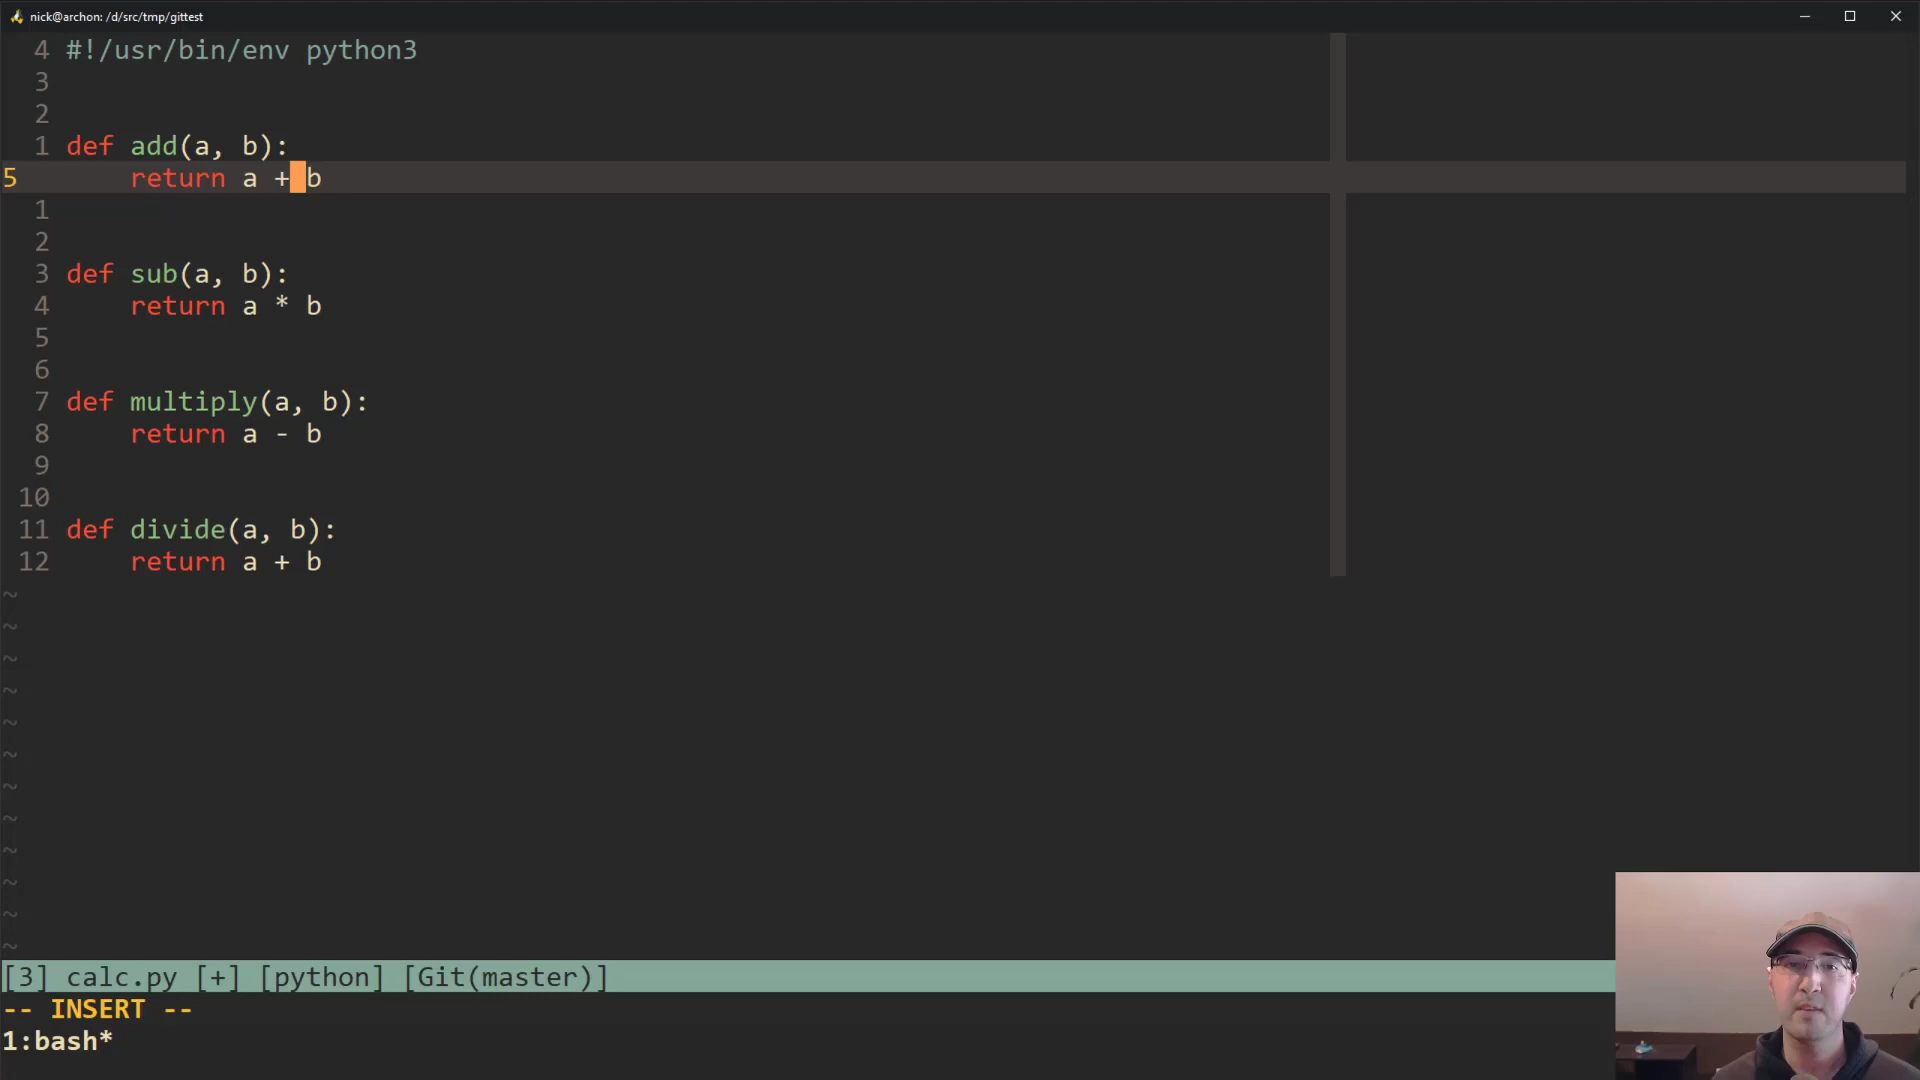 nick@archon: /d/src/tmp/gittest
4 #!/usr/bin/env python3
3
2
1 def add(a, b):
5 return a + b
1
2
3 def sub(a, b):
4 return a * b
5
6
7 def multiply(a, b):
8 return a - b
9
10
11 def divide(a, b):
12 return a + b
~
~
~
~
~
~
~
~
~
~
~
~
[3] calc.py [+] [python] [Git(master)]
-- INSERT --
1:bash*